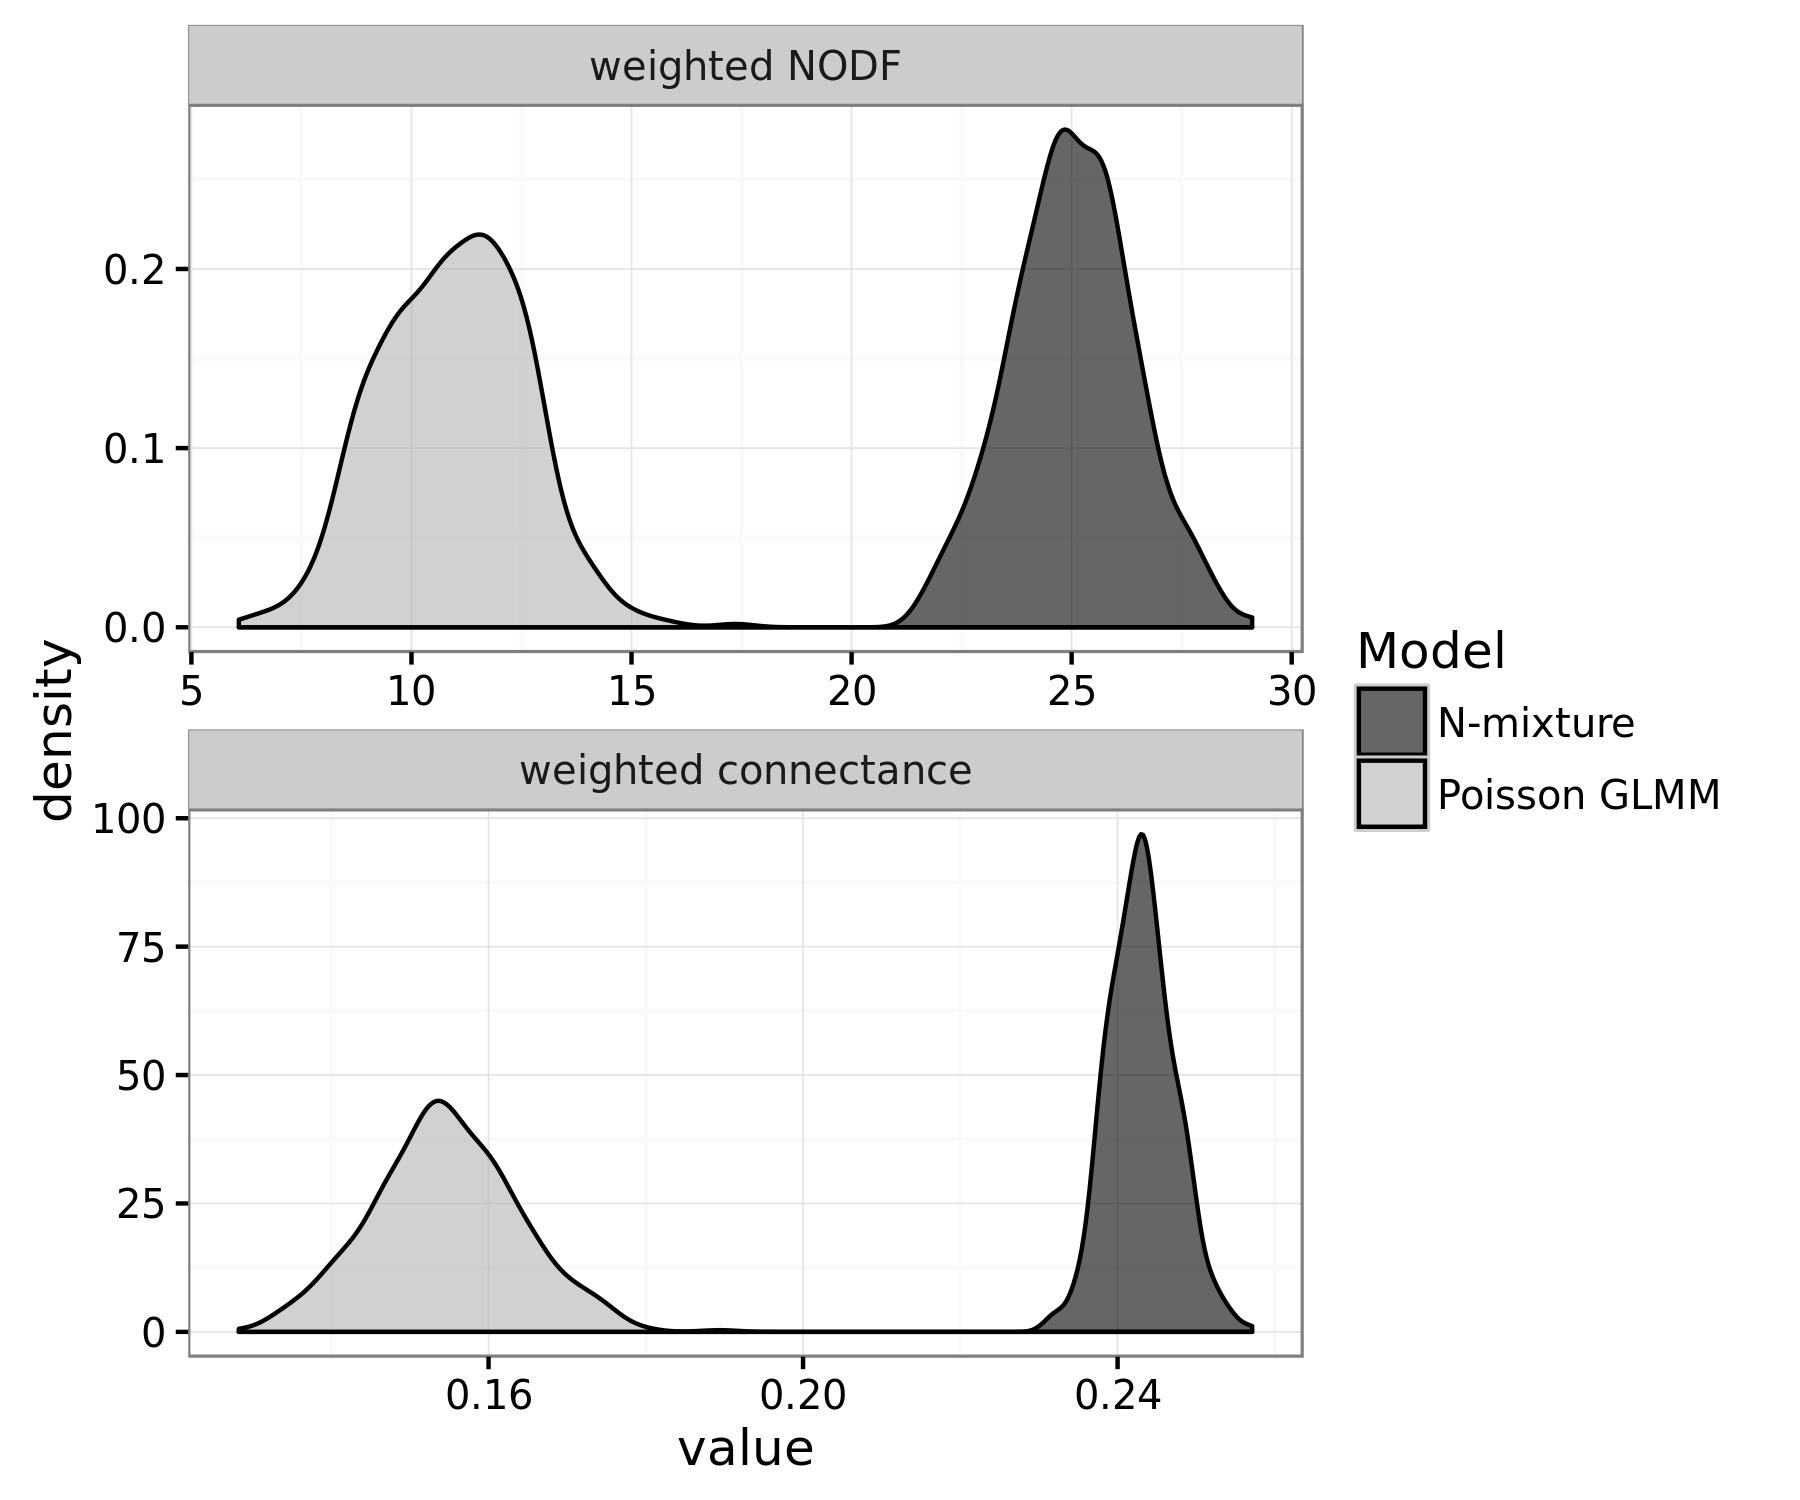 weighted NODF
0.2
0.1
0.0
5 10 15 20 25 30
weighted connectance
100
75
50
25
0
0.16 0.20 0.24
value
density
Model
N-mixture
Poisson GLMM